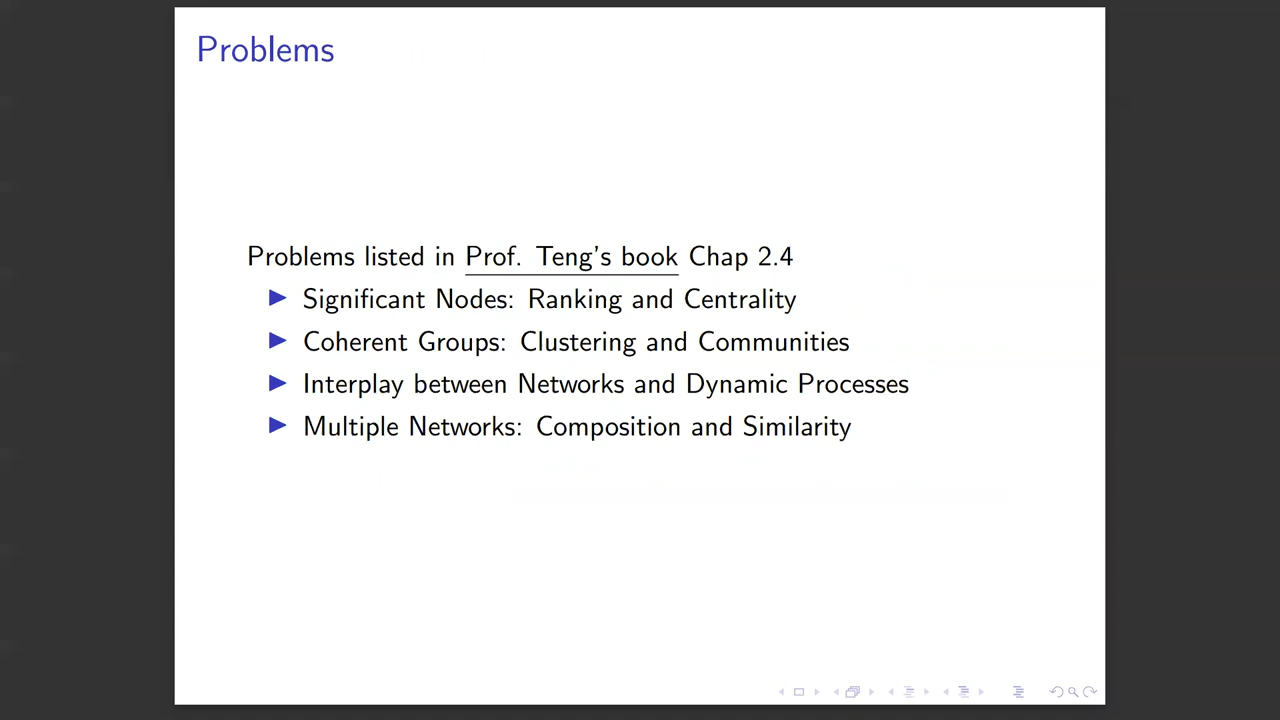 Problems
Problems listed in Prof. Teng's book Chap 2.4
Significant Nodes: Ranking and Centrality
Coherent Groups: Clustering and Communities
Interplay between Networks and Dynamic Processes
Multiple Networks: Composition and Similarity